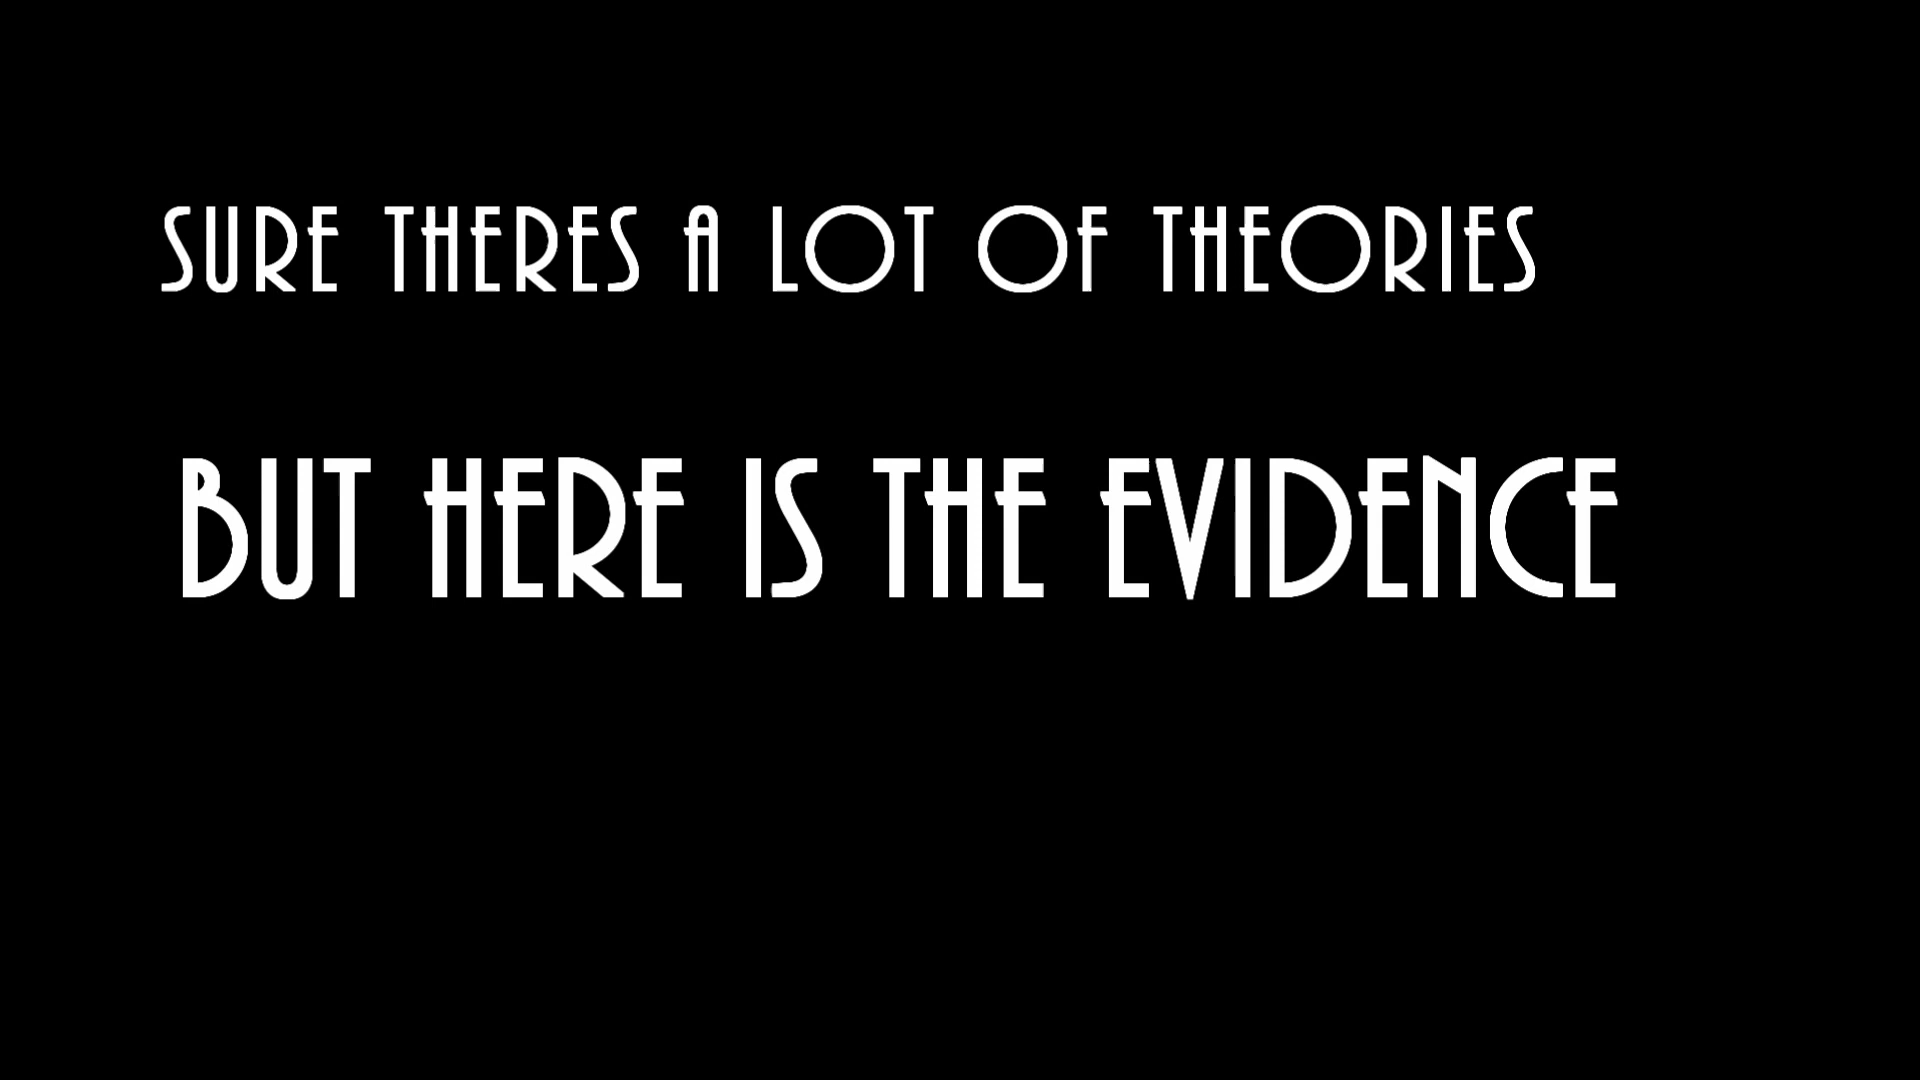 SURE THERES A LOT OF THEORIES
BUT HERE IS THE EVIDENCE